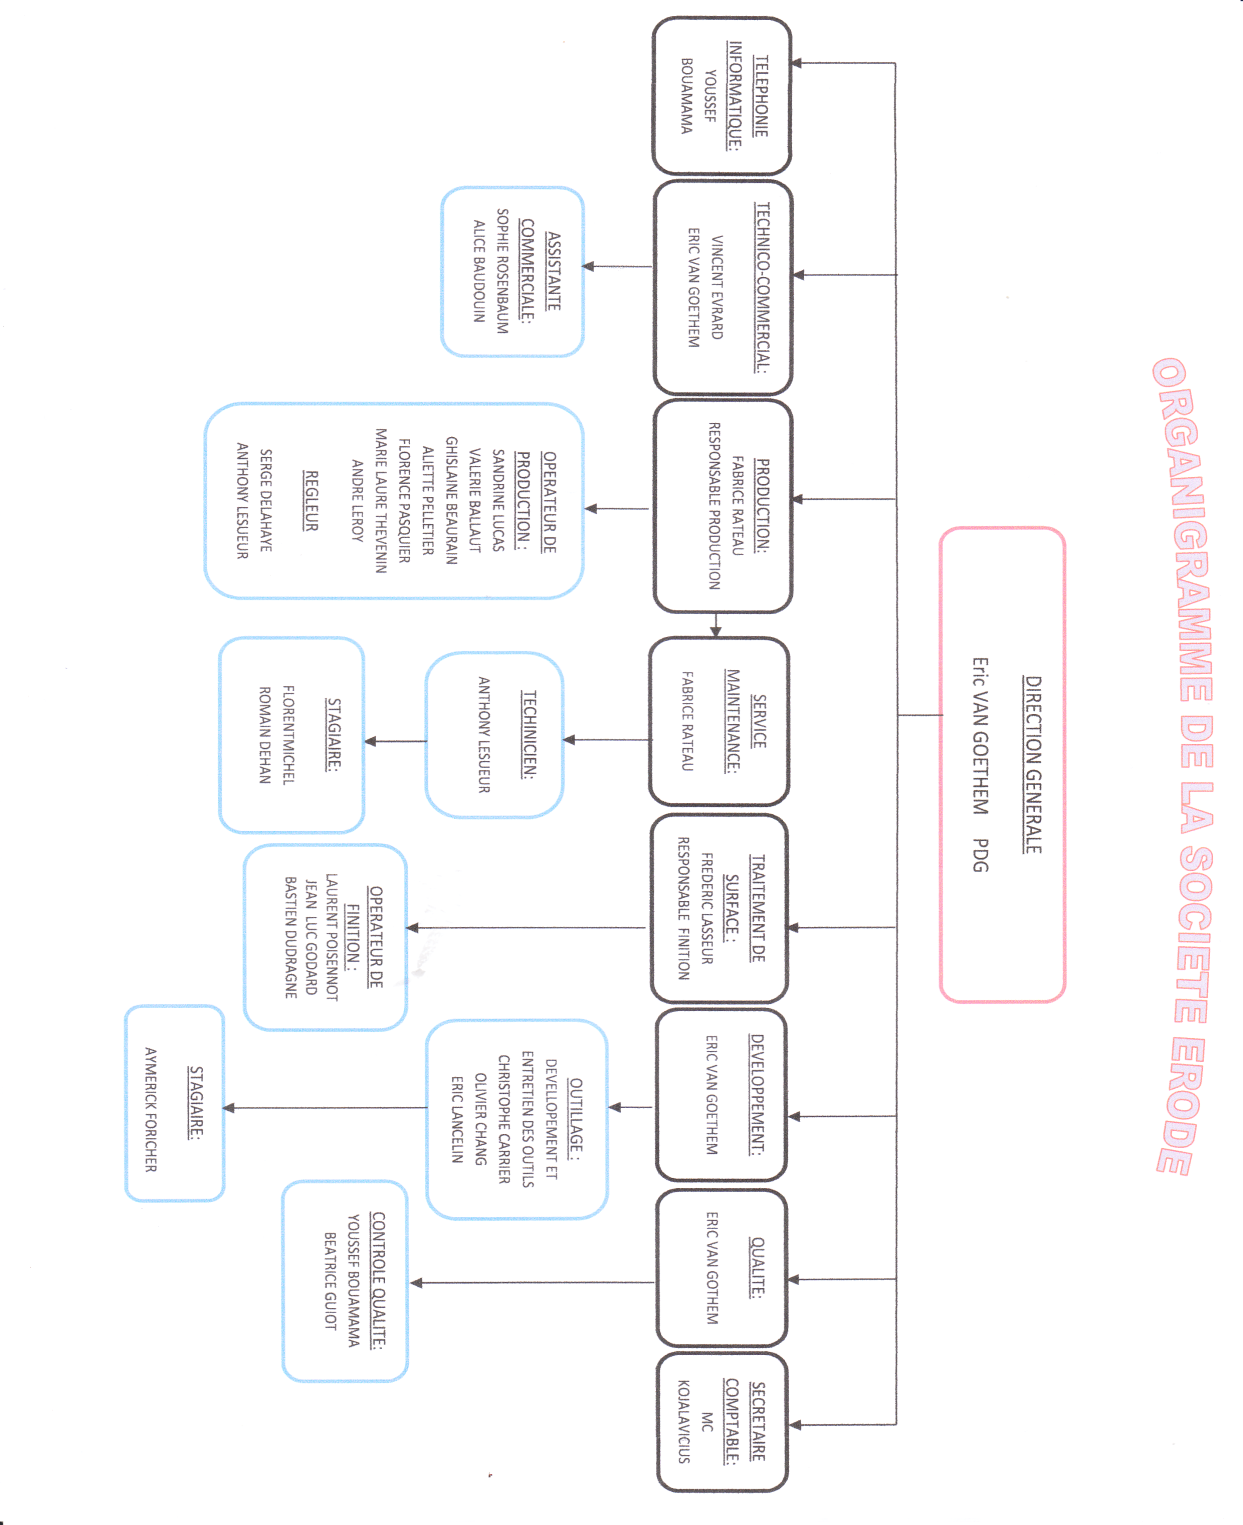 ORGANIGRAMME DE LA SOCIETE ERODE
DIRECTION GENERALE
Eric VAN GOETHEM PDG
TELEPHONIE
INFORMATIQUE:
YOUSSEF
BOUAMAMA
TECHNICO-COMMERCIAL:
VINCENT EVRARD
ERIC VAN GOETHEM
PRODUCTION:
FABRICE RATEAU
RESPONSABLE PRODUCTION
SERVICE
MAINTENANCE:
FABRICE RATEAU
TRAITEMENT DE
SURFACE :
FREDERIC LASSEUR
RESPONSABLE FINITION
DEVELOPPEMENT:
ERIC VAN GOETHEM
QUALITE:
ERIC VAN GOTHEM
SECRETAIRE
COMPTABLE:
MC
KOJALAVICIUS
ASSISTANTE
COMMERCIALE:
SOPHIE ROSENBAUM
ALICE BAUDOUIN
OPERATEUR DE
PRODUCTION :
SANDRINE LUCAS
VALERIE BALLAUT
GHISLAINE BEAURAIN
ALIETTE PELLETIER
FLORENCE PASQUIER
MARIE LAURE THEVENIN
ANDRE LEROY
REGLEUR
SERGE DELAHAYE
ANTHONY LESUEUR
TECHINICIEN:
ANTHONY LESUEUR
STAGIAIRE:
FLORENTMICHEL
ROMAIN DEHAN
OPERATEUR DE
FINITION :
LAURENT POISENNOT
JEAN LUC GODARD
BASTIEN DUDRAGNE
OUTILLAGE :
DEVELLOPEMENT ET
ENTRETIEN DES OUTILS
CHRISTOPHE CARRIER
OLIVIER CHANG
ERIC LANCELIN
STAGIAIRE:
AYMERICK FORICHER
CONTROLE QUALITE:
YOUSSEF BOUAMAMA
BEATRICE GUIOT